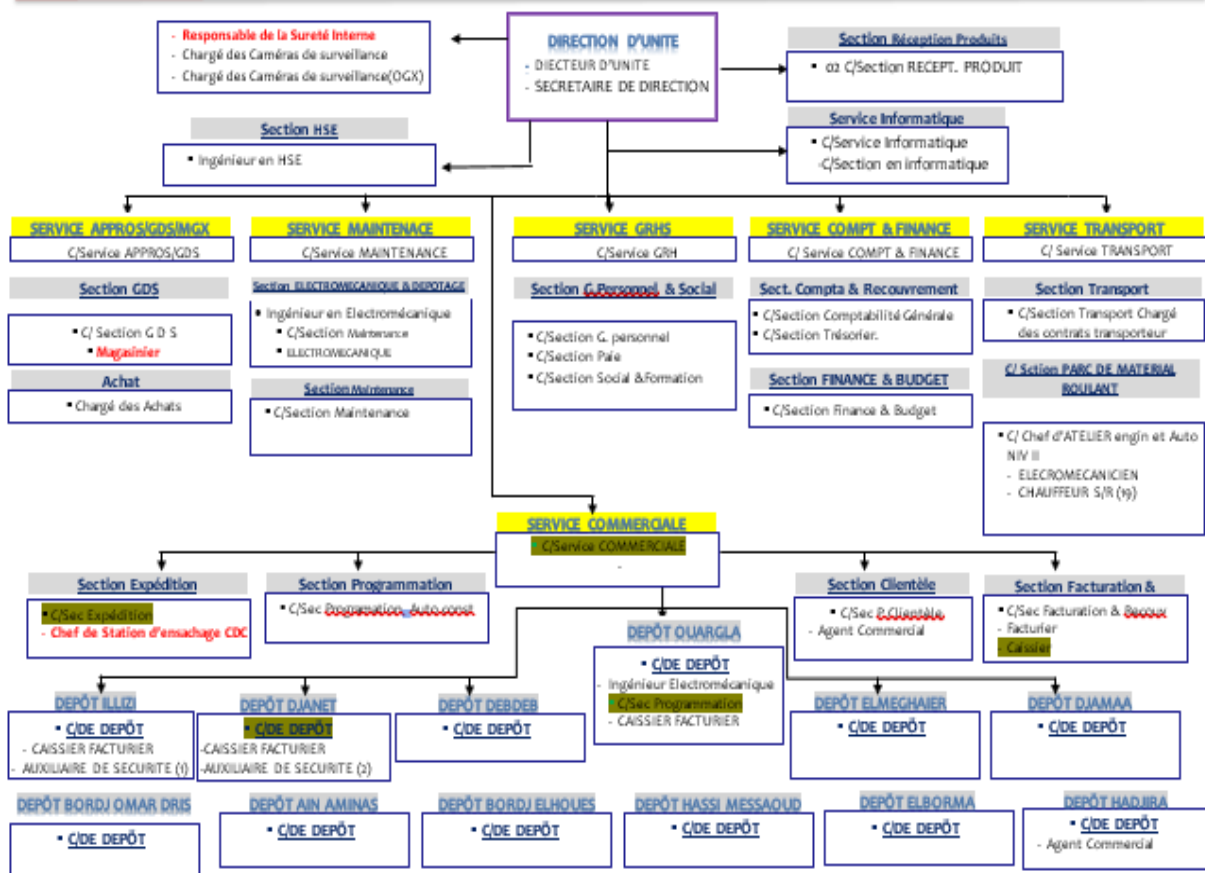 - Responsable de la Sureté Interne
- Chargé des Caméras de surveillance
- Chargé des Caméras de surveillance(OGX)
DIRECTION D'UNITE
- DIECTEUR D'UNITE
- SECRETAIRE DE DIRECTION
Section Réception Produits
▪ 02 C/Section RECEPT. PRODUIT
Section HSE
▪ Ingénieur en HSE
Service Informatique
▪ C/Service Informatique
-C/Section en informatique
SERVICE APPROS/GDS/MGX
C/Service APPROS/GDS
Section GDS
▪ C/ Section G D S
▪ Magasinier
Achat
▪ Chargé des Achats
SERVICE MAINTENACE
C/Service MAINTENANCE
Section ELECTROMECANIQUE & DEPOTAGE
▪ Ingénieur en Electromécanique
▪ C/Section Maintenance
▪ ELECTROMECANIQUE
Section Maintenance
▪ C/Section Maintenance
SERVICE GRHS
C/Service GRH
Section G.Personnel & Social
▪ C/Section G. personnel
▪ C/Section Paie
▪ C/Section Social &Formation
SERVICE COMPT & FINANCE
C/ Service COMPT & FINANCE
Sect. Compta & Recouvrement
▪ C/Section Comptabilité Générale
▪ C/Section Trésorier.
Section FINANCE & BUDGET
▪ C/Section Finance & Budget
SERVICE TRANSPORT
C/ Service TRANSPORT
Section Transport
▪ C/Section Transport Chargé
des contrats transporteur
C/ Sction PARC DE MATERIAL
ROULANT
▪ C/ Chef d'ATELIER engin et Auto
NIV II
- ELECROMECANICIEN
- CHAUFFEUR S/R (19)
SERVICE COMMERCIALE
▪ C/Service COMMERCIALE
-
Section Expédition
▪ C/Sec Expédition
- Chef de Station d'ensachage CDC
Section Programmation
▪ C/Sec Programation Auto.const
Section Clientèle
▪ C/Sec P.Clientèle.
- Agent Commercial
Section Facturation &
▪ C/Sec Facturation & Recoux
- Facturier
- Caissier
DEPÔT OUARGLA
▪ C/DE DEPÔT
- Ingénieur Electromécanique
▪ C/Sec Programmation
- CAISSIER FACTURIER
DEPÔT ILLIZI
▪ C/DE DEPÔT
- CAISSIER FACTURIER
- AUXILIAIRE DE SECURITE (1)
DEPÔT DJANET
▪ C/DE DEPÔT
-CAISSIER FACTURIER
-AUXILIAIRE DE SECURITE (2)
DEPÔT DEBDEB
▪ C/DE DEPÔT
DEPÔT ELMEGHAIER
▪ C/DE DEPÔT
DEPÔT DJAMAA
▪ C/DE DEPÔT
DEPÔT BORDJ OMAR DRIS
▪ C/DE DEPÔT
DEPÔT AIN AMINAS
▪ C/DE DEPÔT
DEPÔT BORDJ ELHOUES
▪ C/DE DEPÔT
DEPÔT HASSI MESSAOUD
▪ C/DE DEPÔT
DEPÔT ELBORMA
▪ C/DE DEPÔT
DEPÔT HADJIRA
▪ C/DE DEPÔT
- Agent Commercial